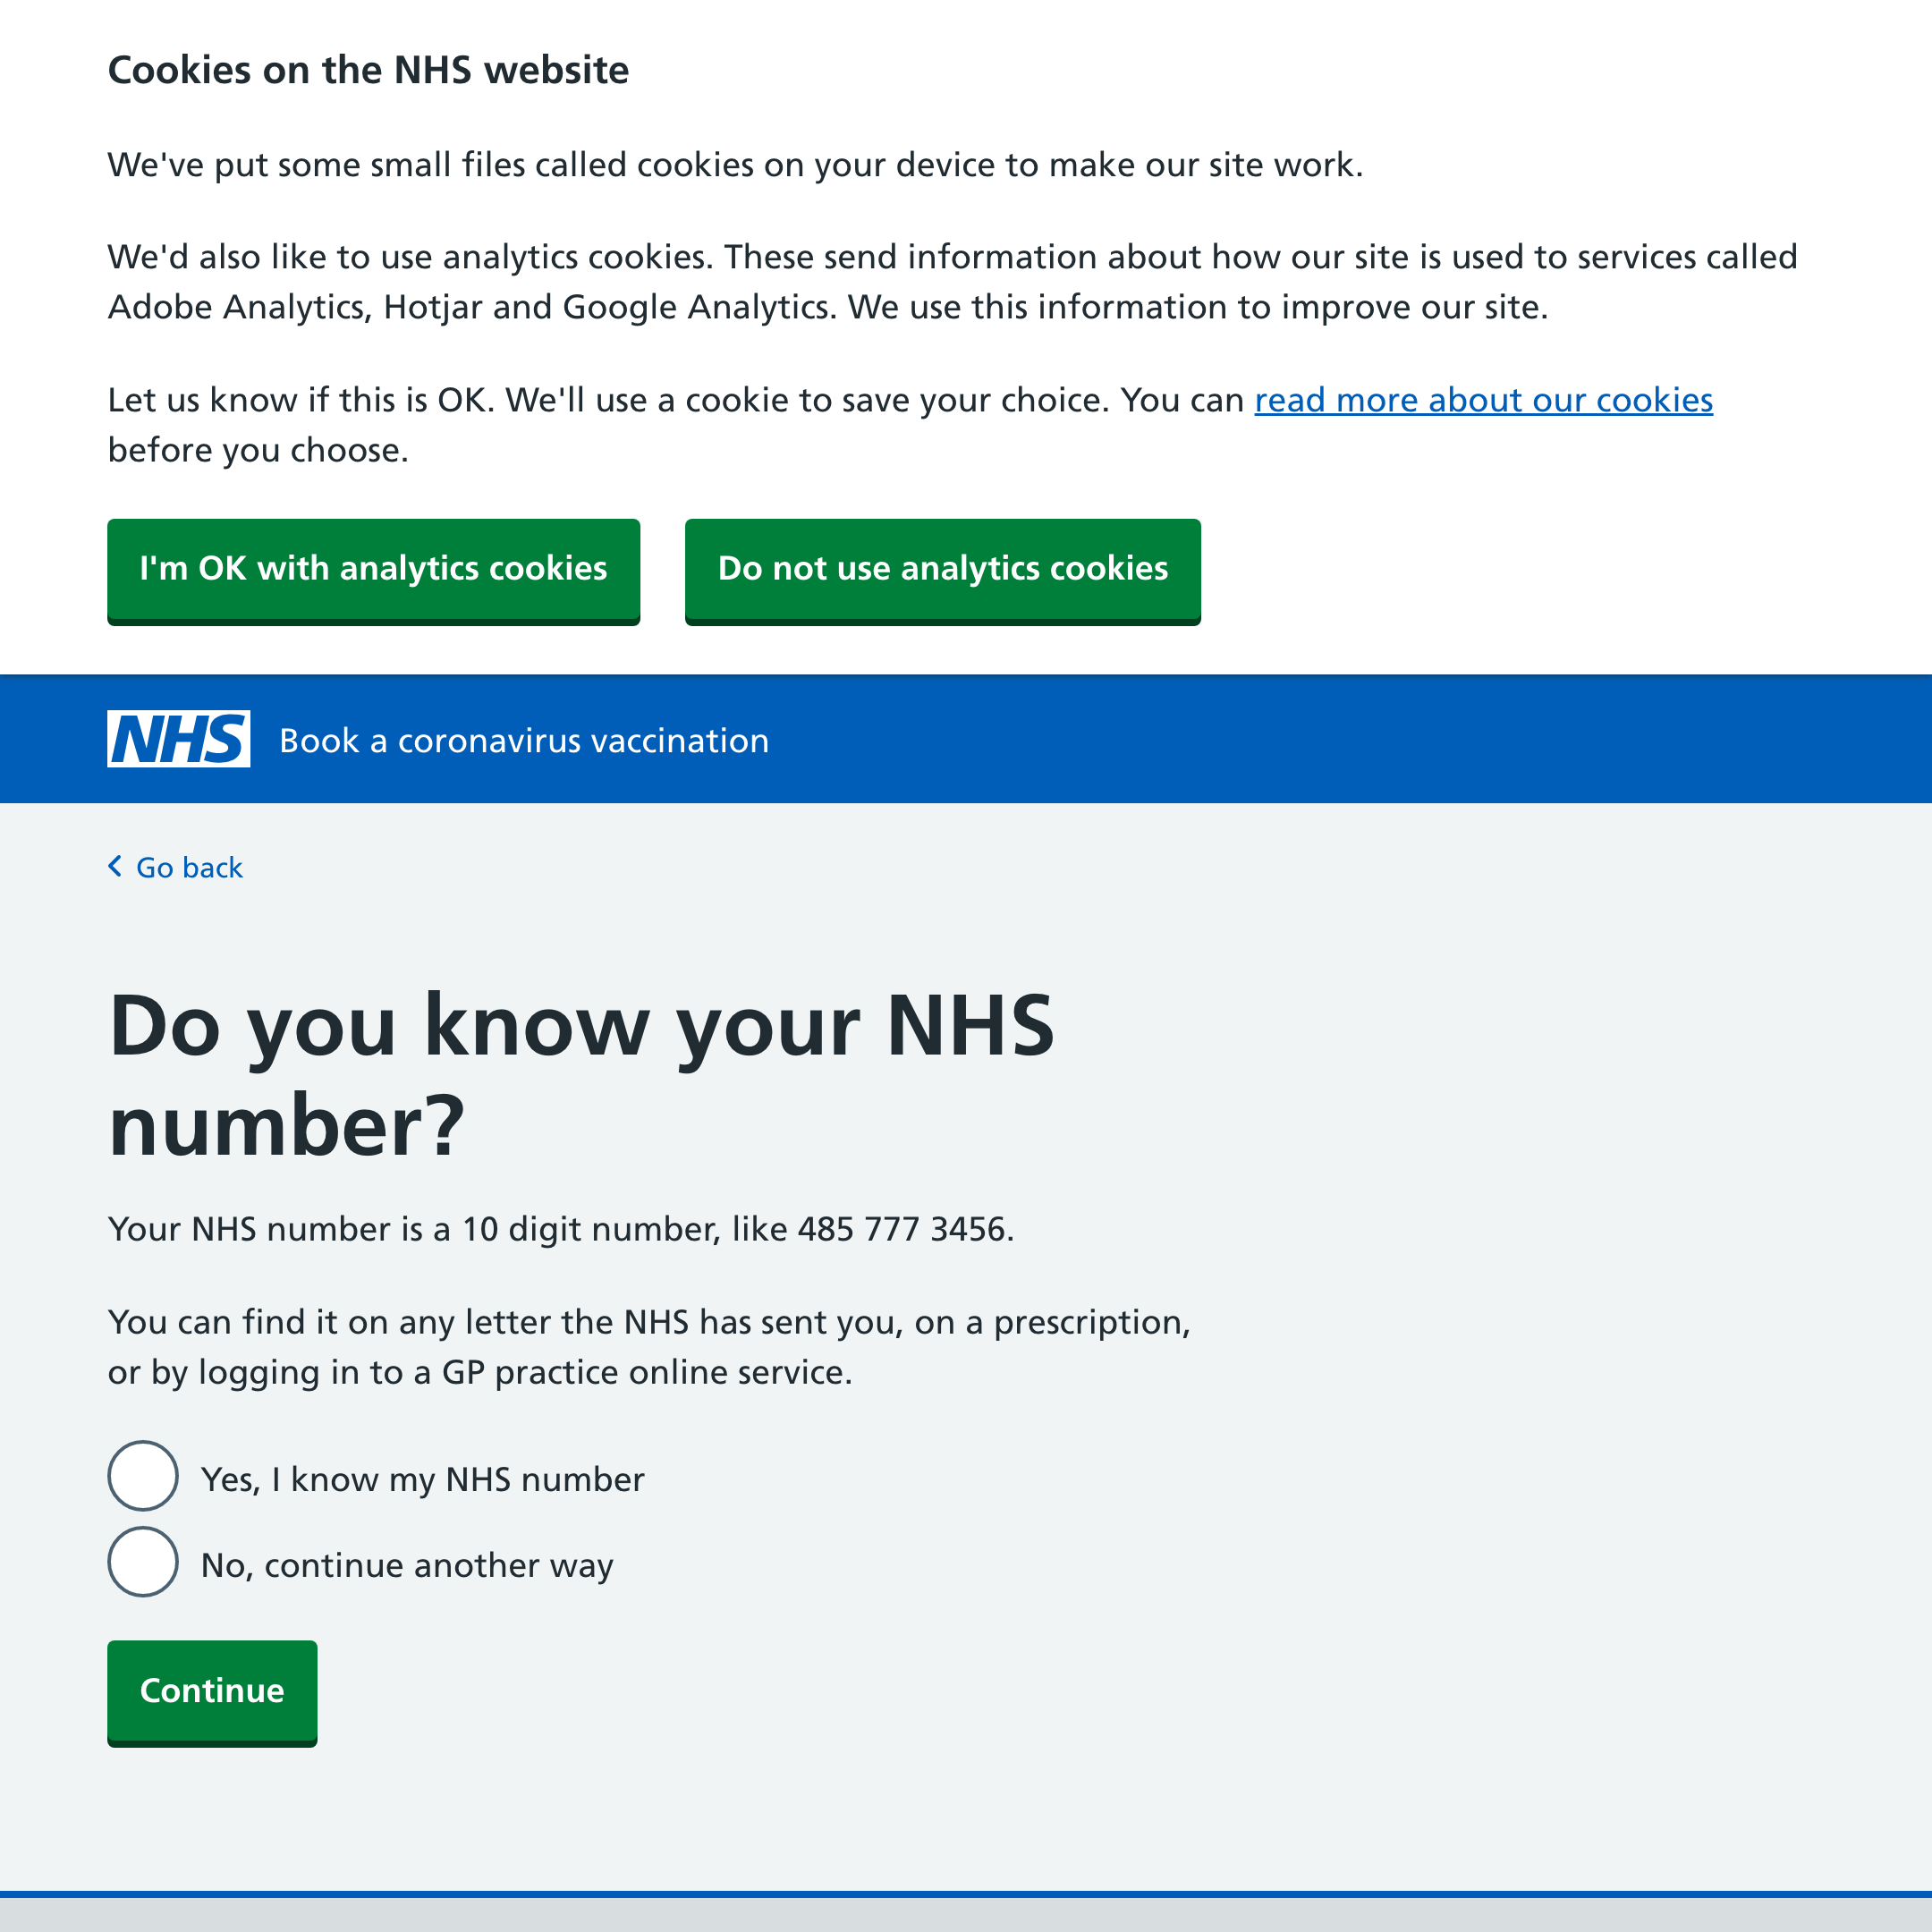 Cookies on the NHS website
We've put some small files called cookies on your device to make our site work.
We'd also like to use analytics cookies. These send information about how our site is used to services called
Adobe Analytics, Hotjar and Google Analytics. We use this information to improve our site.
Let us know if this is OK. We'll use a cookie to save your choice. You can read more about our cookies
before you choose.
I'm OK with analytics cookies
Do not use analytics cookies
NHS Book a coronavirus vaccination
Go back
Do you know your NHS
number?
Your NHS number is a 10 digit number, like 485 777 3456.
You can find it on any letter the NHS has sent you, on a prescription,
or by logging in to a GP practice online service.
Yes, I know my NHS number
No, continue another way
Continue